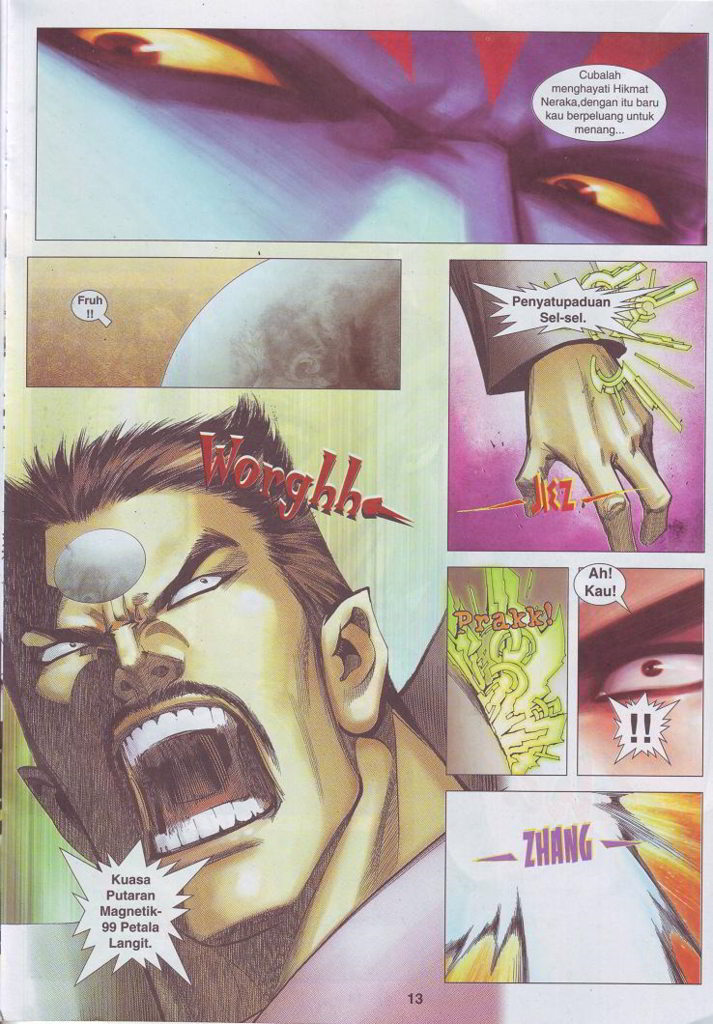 Cubalah
menghayati Hikmat
Neraka,dengan itu baru
kau berpeluang untuk
menang...
Fruh
!!
Penyatupaduan
Sel-sel.
JIEZ
Worghh
Kuasa
Putaran
Magnetik-
99 Petala
Langit.
Prakk!
Ah!
Kau!
!!
ZHANG
13